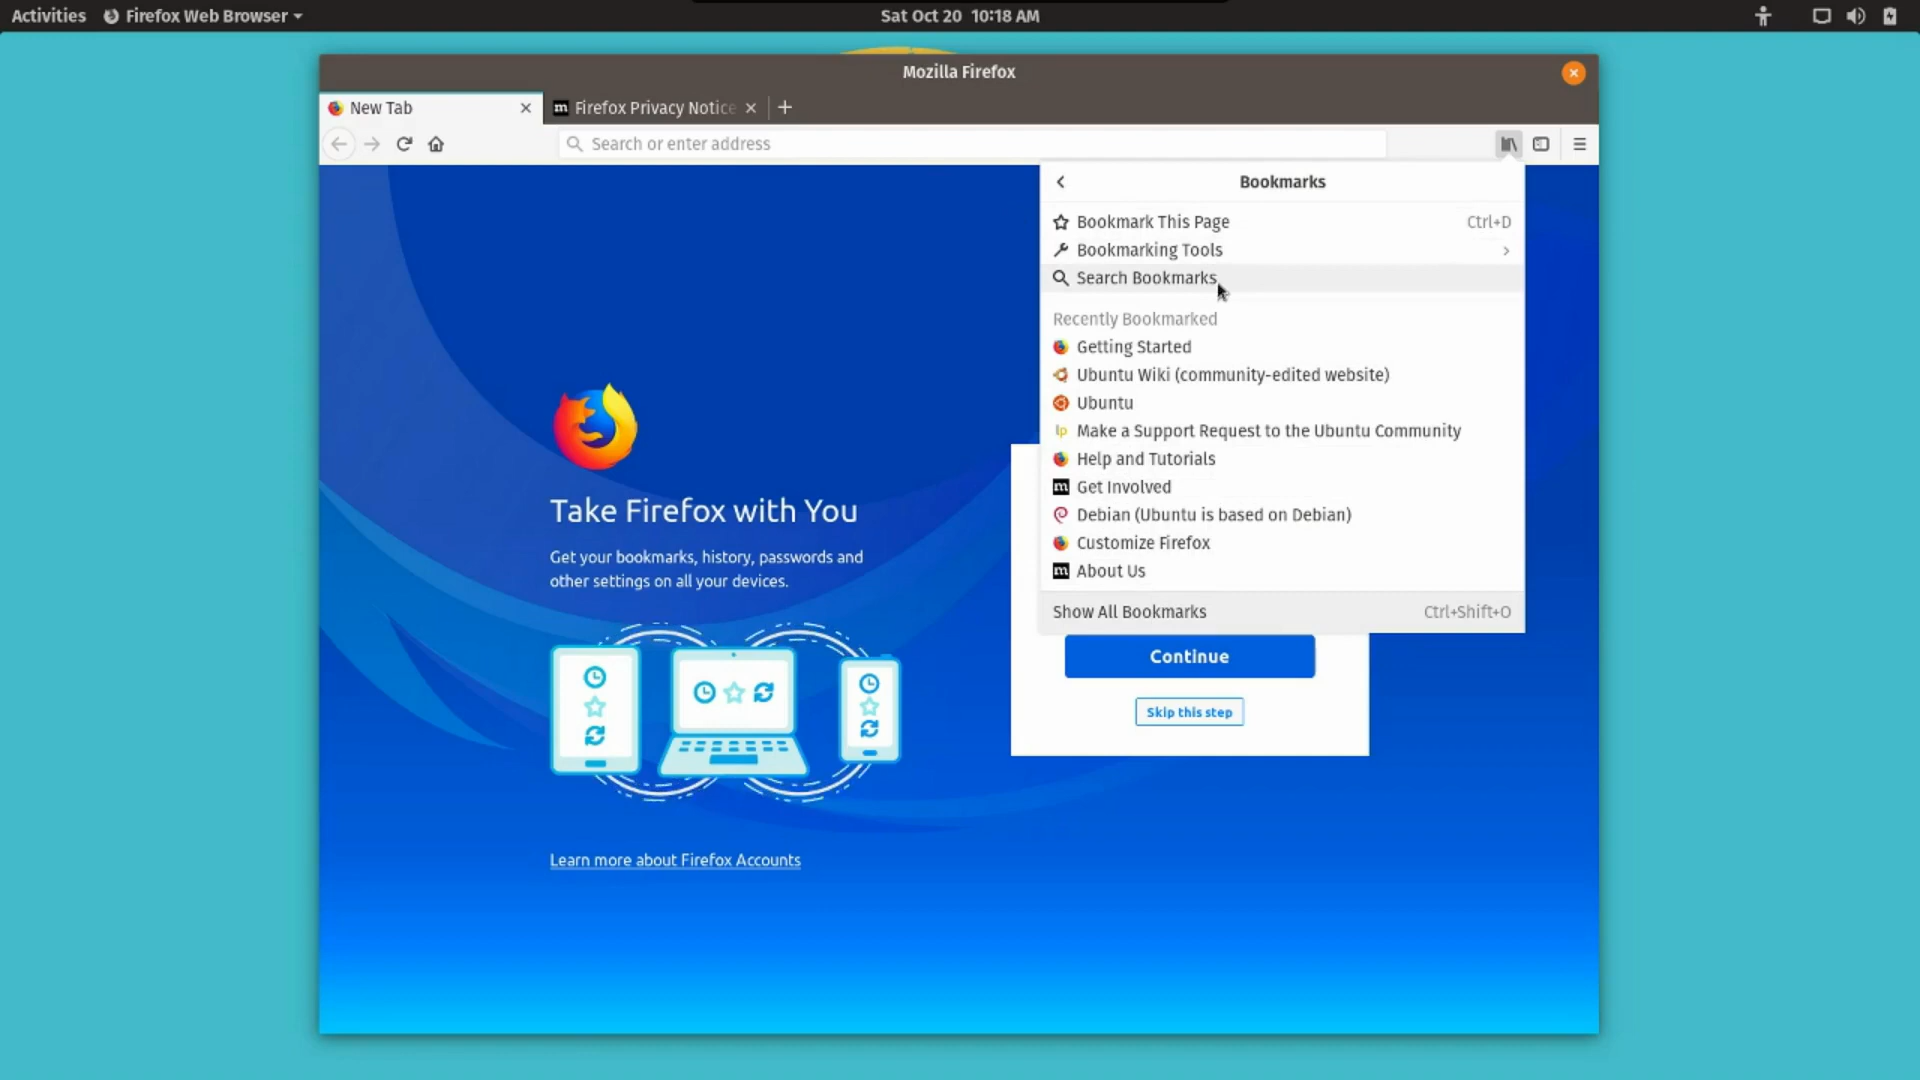 Activities
Firefox Web Browser
Sat Oct 20 10:18 AM
Mozilla Firefox
New Tab
Firefox Privacy Notice
Search or enter address
Bookmarks
Bookmark This Page Ctrl+D
Bookmarking Tools
Search Bookmarks
Recently Bookmarked
Getting Started
Ubuntu Wiki (community-edited website)
Ubuntu
lp Make a Support Request to the Ubuntu Community
Help and Tutorials
m Get Involved
Debian (Ubuntu is based on Debian)
Customize Firefox
m About Us
Show All Bookmarks Ctrl+Shift+O
Take Firefox with You
Get your bookmarks, history, passwords and
other settings on all your devices.
Continue
Skip this step
Learn more about Firefox Accounts